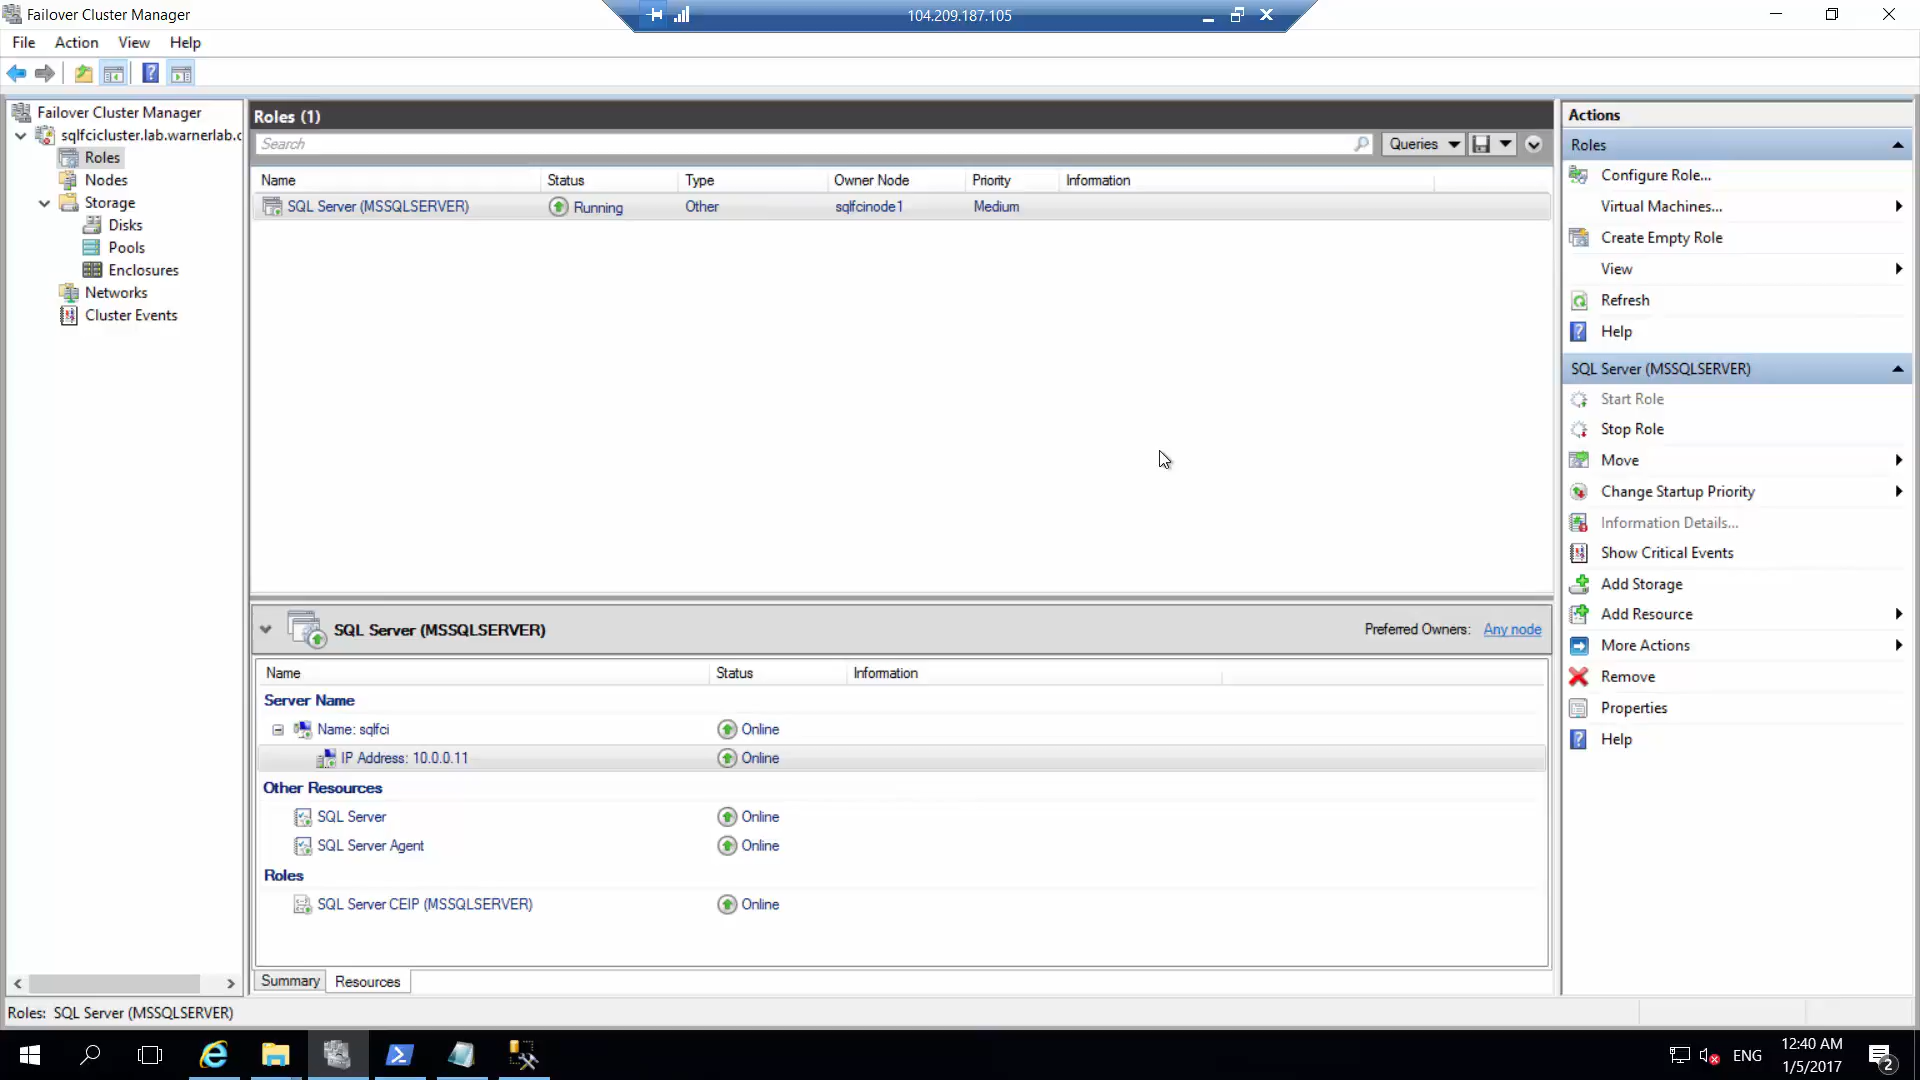 Failover Cluster Manager
104.209.187.105
File Action View Help
Failover Cluster Manager
sqlfcicluster.lab.warnerlab.c
Roles
Nodes
Storage
Disks
Pools
Enclosures
Networks
Cluster Events
Roles (1)
Search
Queries
Name Status Type Owner Node Priority Information
SQL Server (MSSQLSERVER) Running Other sqlfcinode1 Medium
SQL Server (MSSQLSERVER)
Preferred Owners: Any node
Name Status Information
Server Name
Name: sqlfci Online
IP Address: 10.0.0.11 Online
Other Resources
SQL Server Online
SQL Server Agent Online
Roles
SQL Server CEIP (MSSQLSERVER) Online
Summary Resources
Actions
Roles
Configure Role...
Virtual Machines...
Create Empty Role
View
Refresh
Help
SQL Server (MSSQLSERVER)
Start Role
Stop Role
Move
Change Startup Priority
Information Details...
Show Critical Events
Add Storage
Add Resource
More Actions
Remove
Properties
Help
Roles: SQL Server (MSSQLSERVER)
ENG
12:40 AM
1/5/2017
2